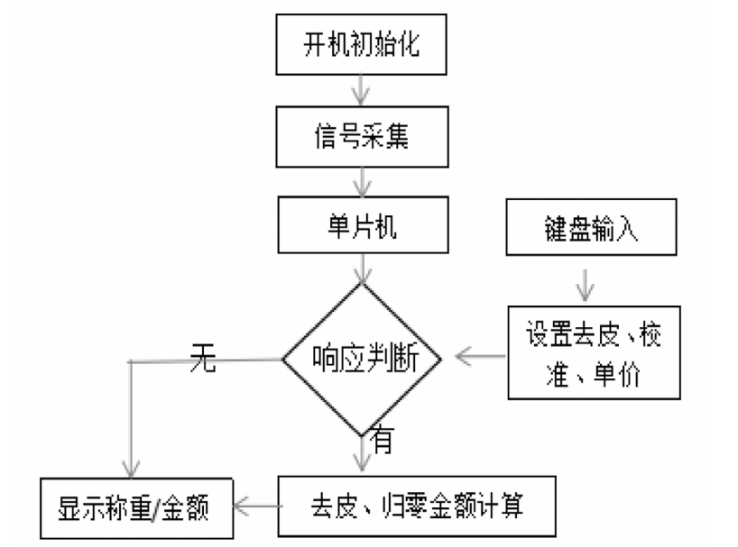 开机初始化
信号采集
单片机
键盘输入
设置去皮、校
准、单价
响应判断
无
有
显示称重/金额
去皮、归零金额计算